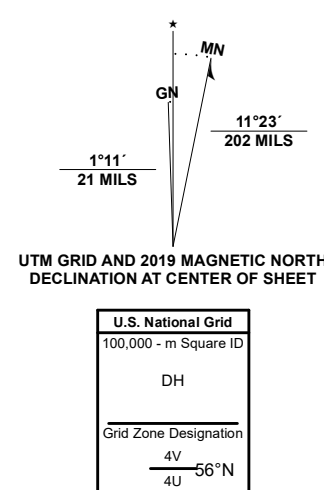 ★
MN
GN
11°23´
202 MILS
1°11´
21 MILS
UTM GRID AND 2019 MAGNETIC NORTH
DECLINATION AT CENTER OF SHEET
U.S. National Grid
100,000 - m Square ID
DH
Grid Zone Designation
4V
56°N
4U